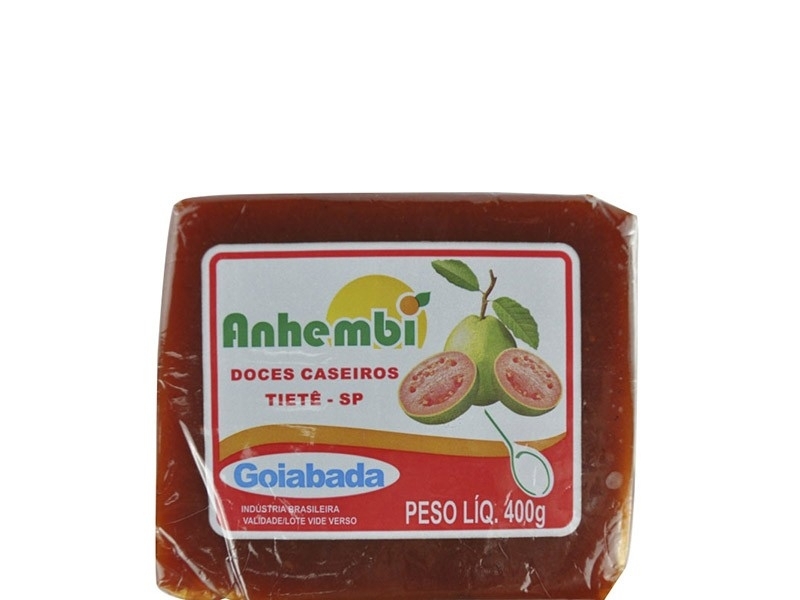 Anhembi
DOCES CASEIROS
TIETÊ - SP
Goiabada
INDÚSTRIA BRASILEIRA
VALIDADE/LOTE VIDE VERSO
PESO LÍQ. 400g